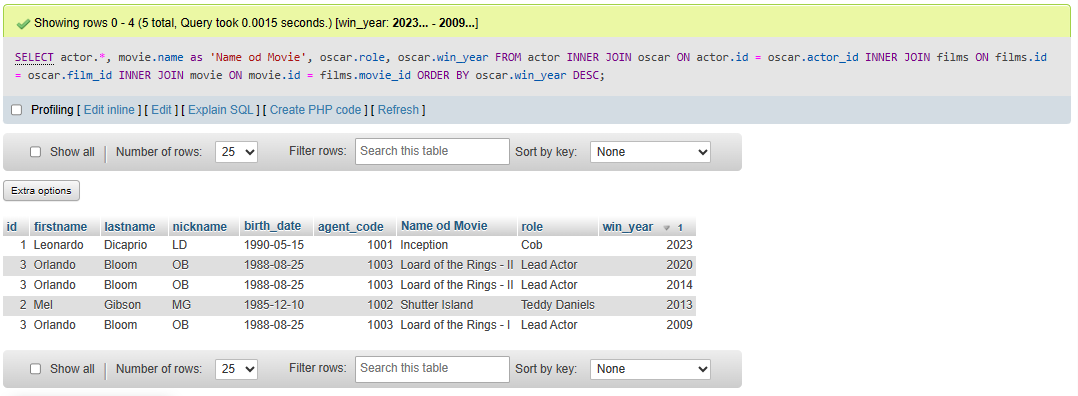 Showing rows 0 - 4 (5 total, Query took 0.0015 seconds.) [win_year: 2023... - 2009...]
SELECT actor.*, movie.name as 'Name od Movie', oscar.role, oscar.win_year FROM actor INNER JOIN oscar ON actor.id = oscar.actor_id INNER JOIN films ON films.id
= oscar.film_id INNER JOIN movie ON movie.id = films.movie_id ORDER BY oscar.win_year DESC;
Profiling [ Edit inline ] [ Edit ] [ Explain SQL ] [ Create PHP code ] [ Refresh ]
Show all Number of rows: 25 Filter rows: Search this table Sort by key: None
Extra options
id firstname lastname nickname birth_date agent_code Name od Movie role win_year 1
1 Leonardo Dicaprio LD 1990-05-15 1001 Inception Cob 2023
3 Orlando Bloom OB 1988-08-25 1003 Loard of the Rings - II Lead Actor 2020
3 Orlando Bloom OB 1988-08-25 1003 Loard of the Rings - II Lead Actor 2014
2 Mel Gibson MG 1985-12-10 1002 Shutter Island Teddy Daniels 2013
3 Orlando Bloom OB 1988-08-25 1003 Loard of the Rings - I Lead Actor 2009
Show all Number of rows: 25 Filter rows: Search this table Sort by key: None